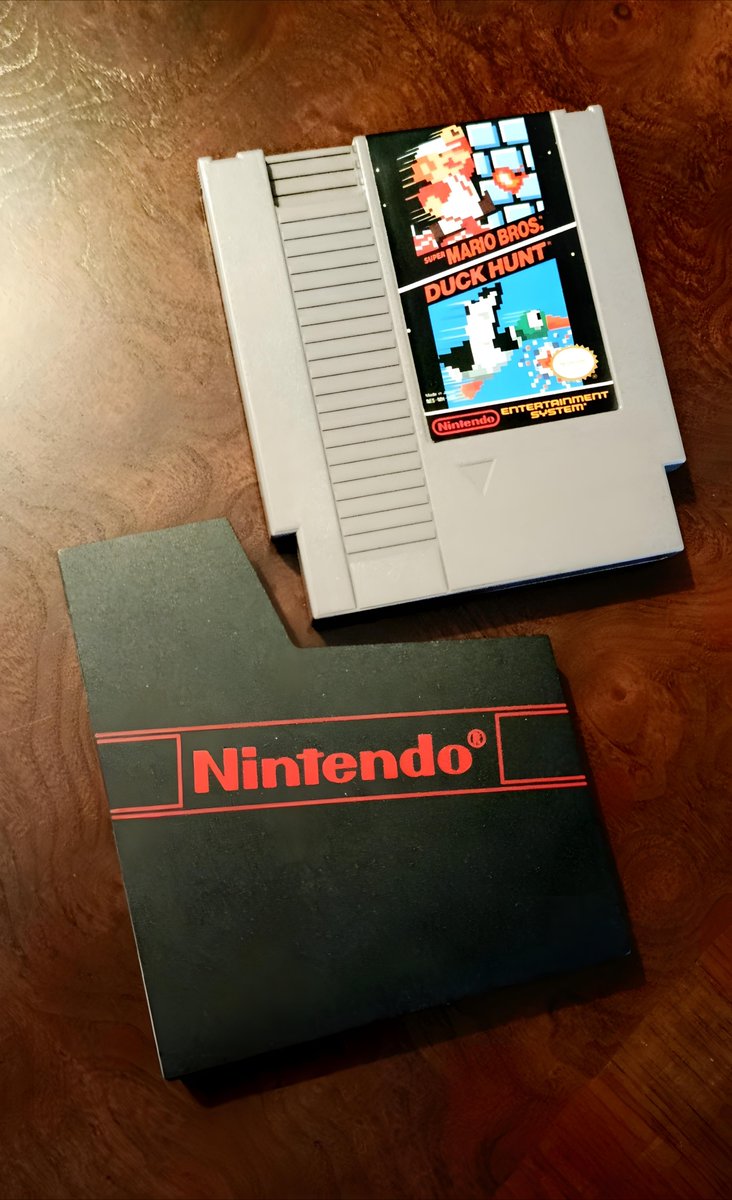 SUPER MARIO BROS.
DUCK HUNT
Nintendo
ENTERTAINMENT
SYSTEM
Nintendo®